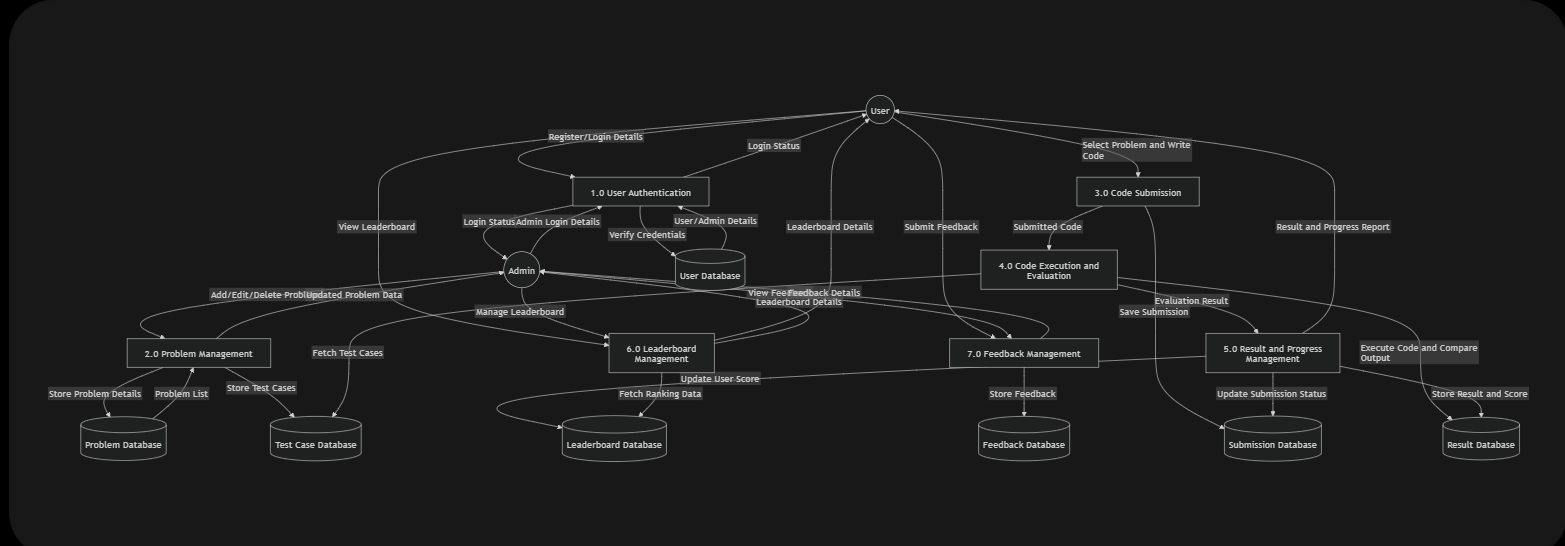 User
Register/Login Details
Login Status
Select Problem and Write
Code
1.0 User Authentication
3.0 Code Submission
Login Status
Admin Login Details
User/Admin Details
Verify Credentials
View Leaderboard
Leaderboard Details
Submit Feedback
Submitted Code
Result and Progress Report
Admin
User Database
4.0 Code Execution and
Evaluation
Add/Edit/Delete
Updated Problem Data
View
Feedback Details
Leaderboard Details
Evaluation Result
Save Submission
Manage Leaderboard
2.0 Problem Management
Fetch Test Cases
6.0 Leaderboard
Management
7.0 Feedback Management
5.0 Result and Progress
Management
Execute Code and Compare
Output
Update User Score
Store Problem Details
Problem List
Store Test Cases
Fetch Ranking Data
Store Feedback
Update Submission Status
Store Result and Score
Problem Database
Test Case Database
Leaderboard Database
Feedback Database
Submission Database
Result Database